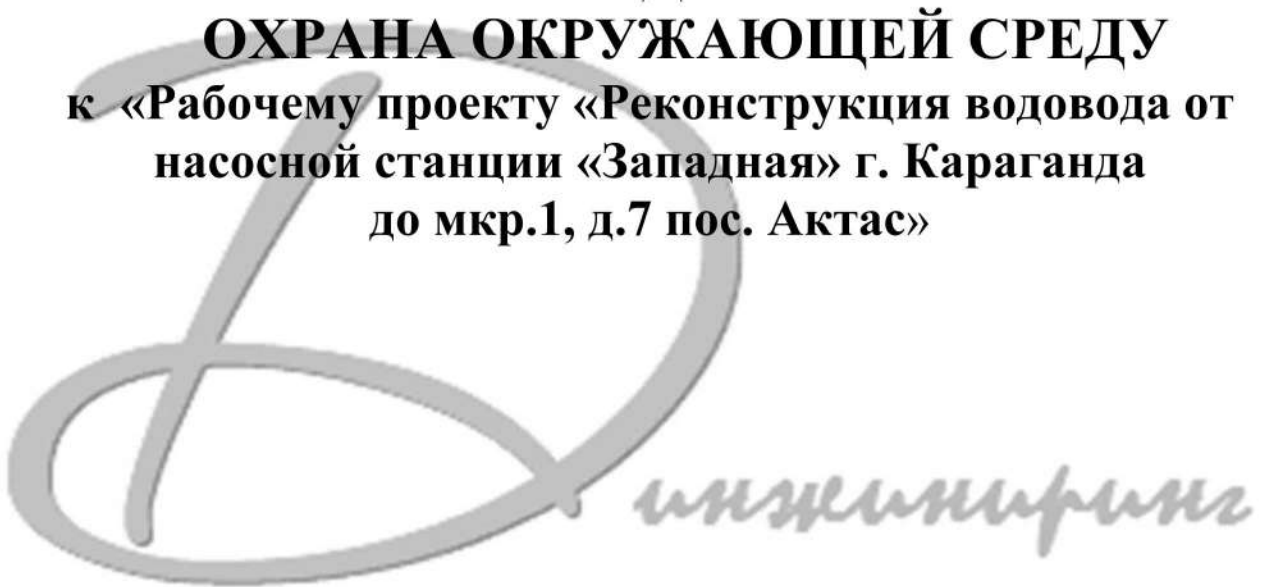 ОХРАНА ОКРУЖАЮЩЕЙ СРЕДУ
к «Рабочему проекту «Реконструкция водовода от
насосной станции «Западная» г. Караганда
до мкр.1, д.7 пос. Актас»
Д
инжиниринг